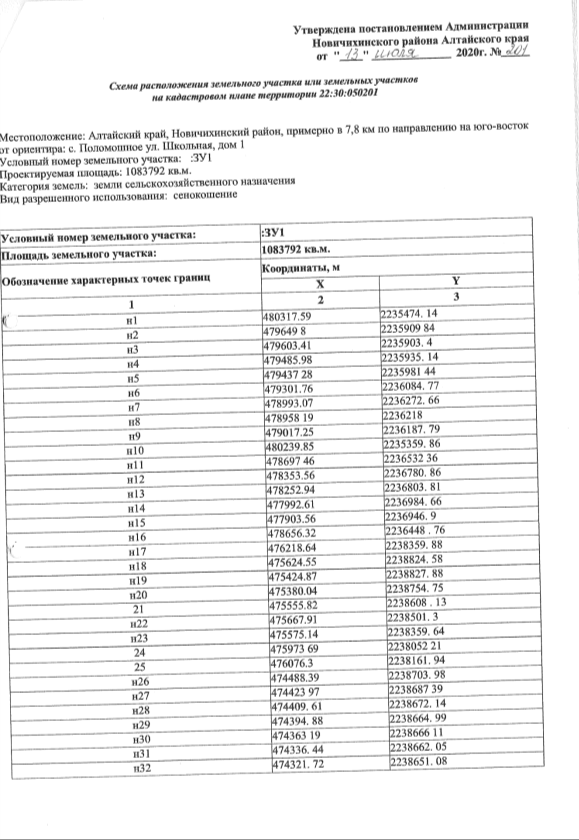 Утверждена постановлением Администрации
Новичихинского района Алтайского края
от "13" июля 2020г. № 201
Схема расположения земельного участка или земельных участков
на кадастровом плане территории 22:30:050201
Местоположение: Алтайский край, Новичихинский район, примерно в 7,8 км по направлению на юго-восток
от ориентира: с. Поломошное ул. Школьная, дом 1
Условный номер земельного участка: :ЗУ1
Проектируемая площадь: 1083792 кв.м.
Категория земель: земли сельскохозяйственного назначения
Вид разрешенного использования: сенокошение
Условный номер земельного участка: :ЗУ1
Площадь земельного участка: 1083792 кв.м.
Обозначение характерных точек границ Координаты, м
X Y
1 2 3
н1 480317.59 2235474. 14
н2 479649 8 2235909 84
н3 479603.41 2235903. 4
н4 479485.98 2235935. 14
н5 479437 28 2235981 44
н6 479301.76 2236084. 77
н7 478993.07 2236272. 66
н8 478958 19 2236218
н9 479017.25 2236187. 79
н10 480239.85 2235359. 86
н11 478697 46 2236532 36
н12 478353.56 2236780. 86
н13 478252.94 2236803. 81
н14 477992.61 2236984. 66
н15 477903.56 2236946. 9
н16 478656.32 2236448 . 76
н17 476218.64 2238359. 88
н18 475624.55 2238824. 58
н19 475424.87 2238827. 88
н20 475380.04 2238754. 75
21 475555.82 2238608 . 13
н22 475667.91 2238501. 3
н23 475575.14 2238359. 64
24 475973 69 2238052 21
25 476076.3 2238161. 94
н26 474488.39 2238703. 98
н27 474423 97 2238687 39
н28 474409. 61 2238672. 14
н29 474394. 88 2238664. 99
н30 474363 19 2238666 11
н31 474336. 44 2238662. 05
н32 474321. 72 2238651. 08